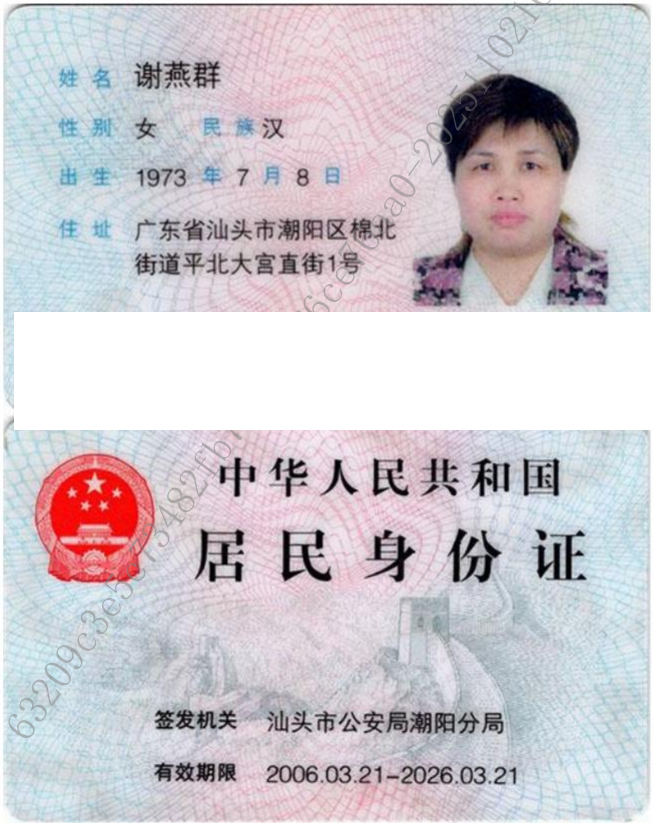 姓名 谢燕群
性别 女 民族 汉
出生 1973 年 7 月 8 日
住址 广东省汕头市潮阳区棉北
街道平北大宫直街1号
中华人民共和国
居民身份证
签发机关 汕头市公安局潮阳分局
有效期限 2006.03.21-2026.03.21